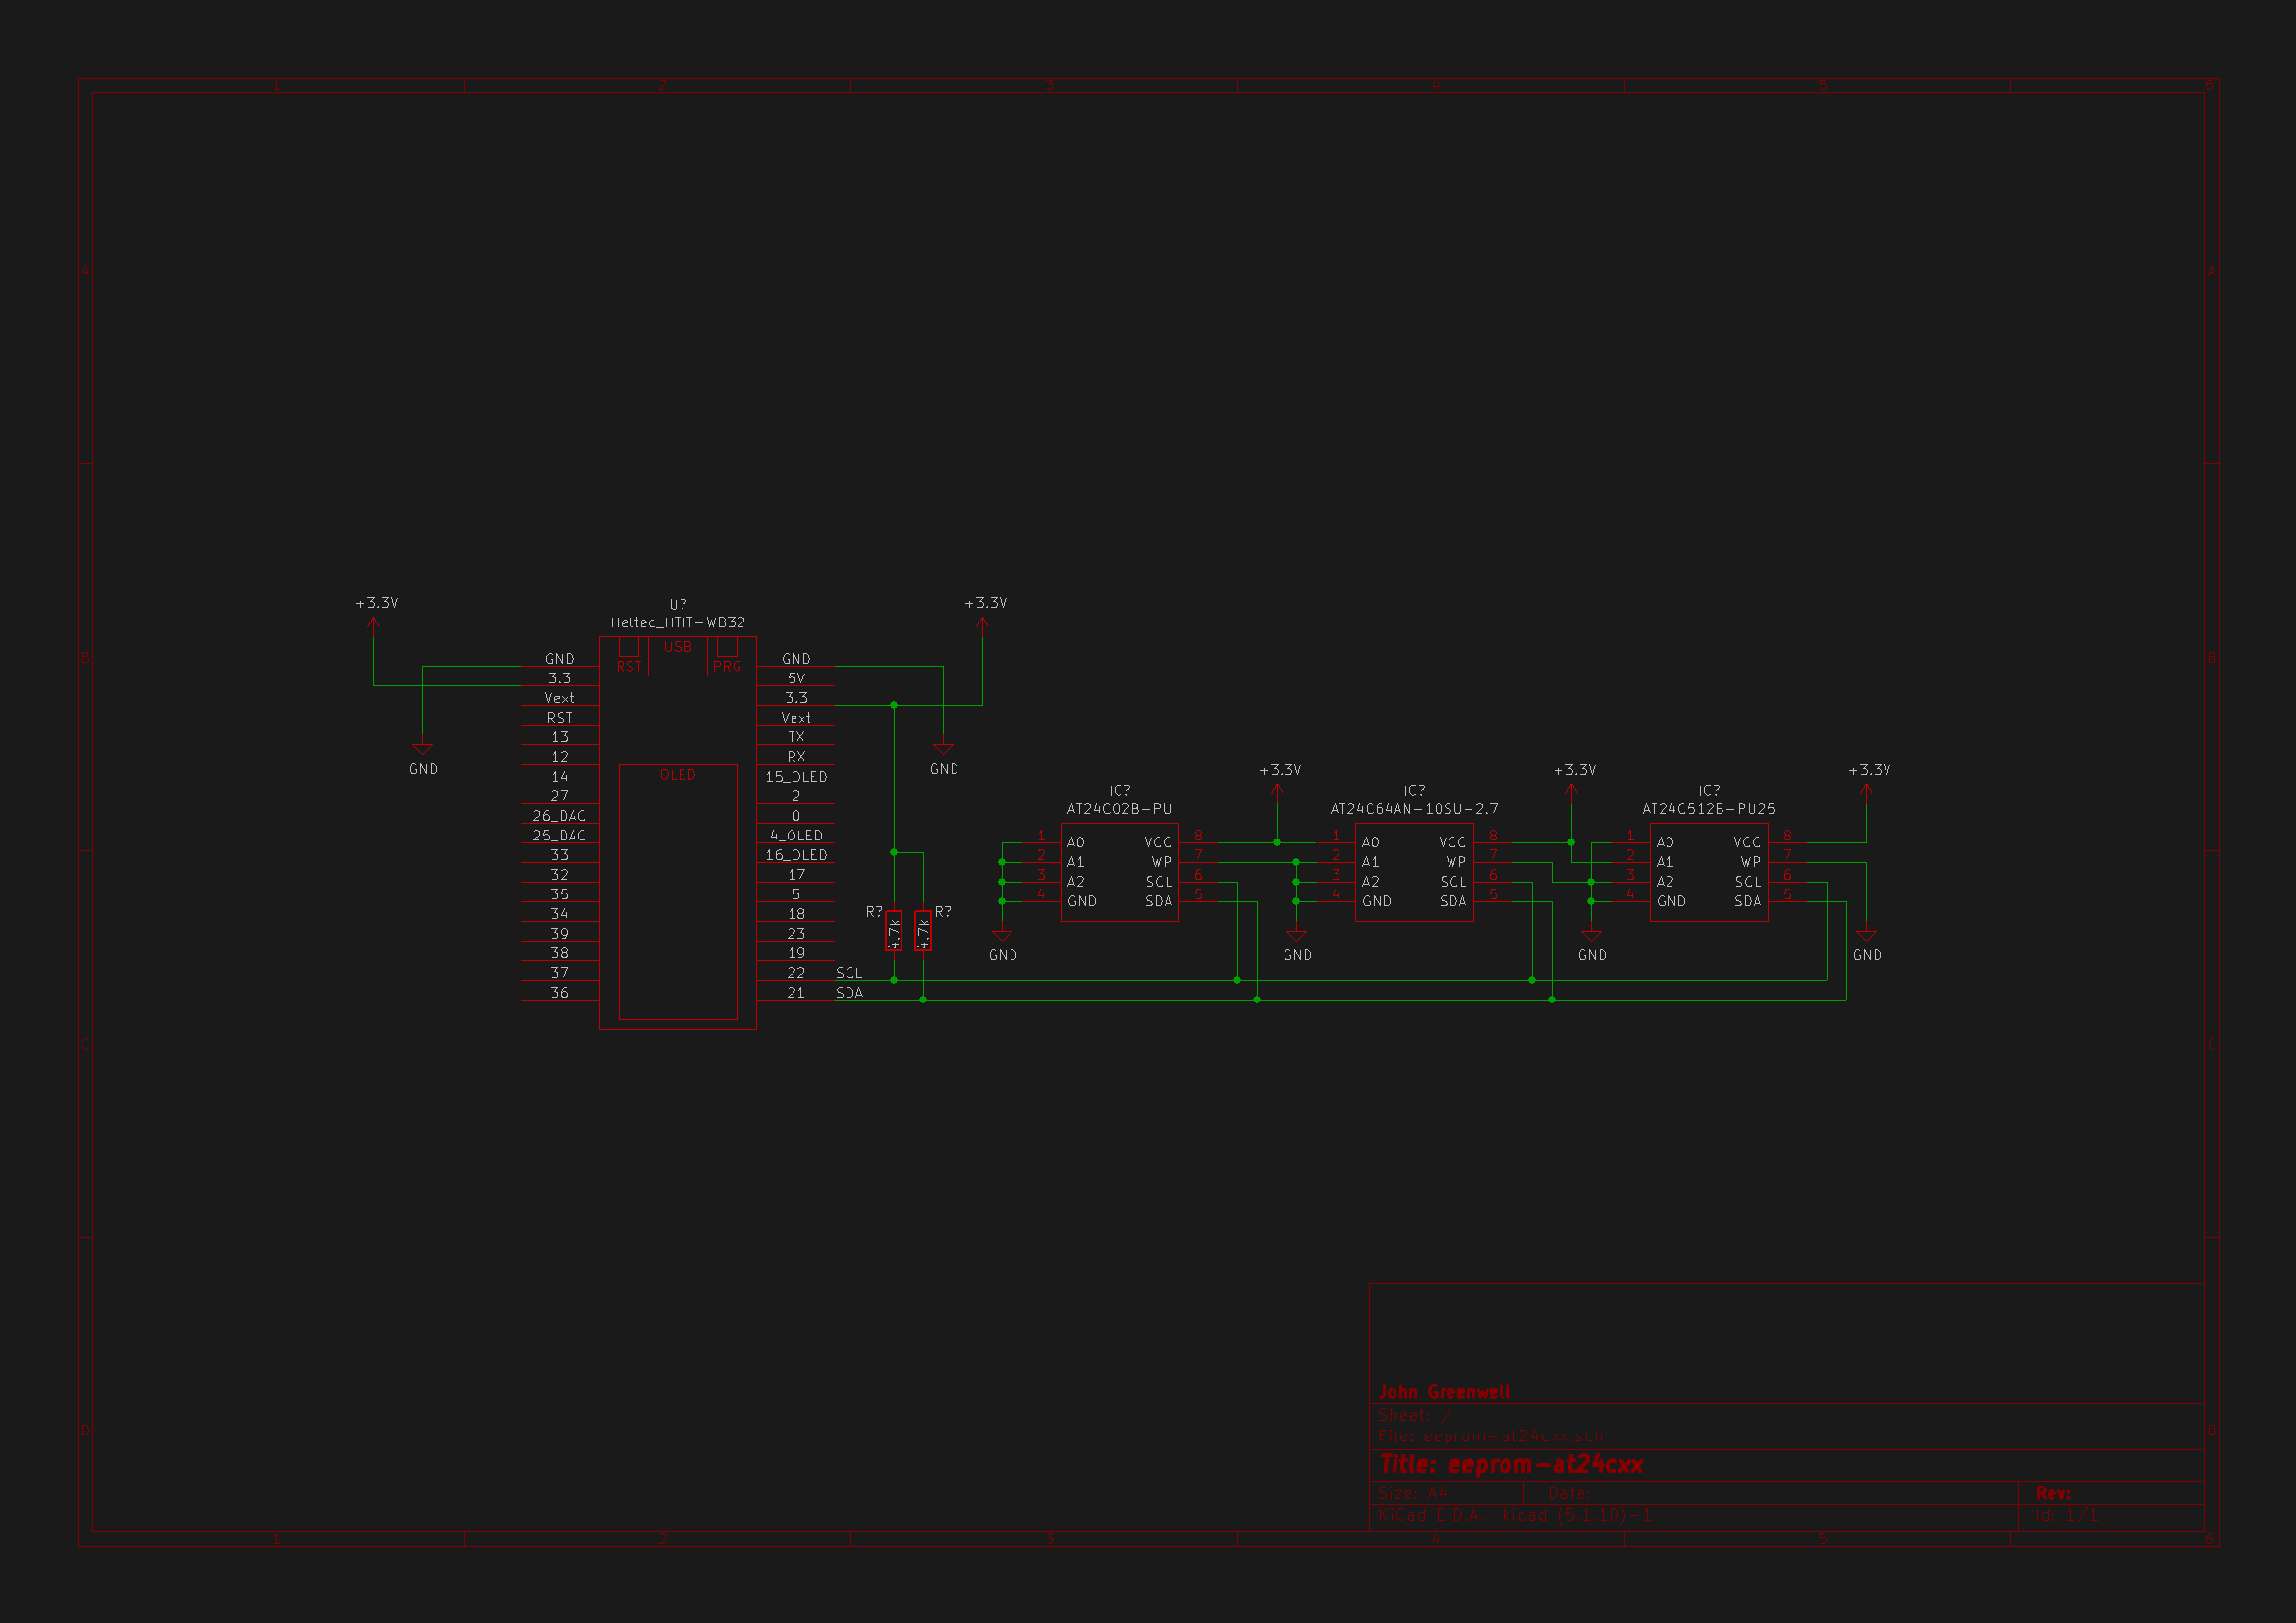 1 2 3 4 5 6
A A
B B
C C
D D
+3.3V
U?
Heltec_HTIT-WB32
+3.3V
USB
RST PRG
OLED
GND GND
3.3 5V
Vext 3.3
RST Vext
13 TX
12 RX
14 15_OLED
27 2
26_DAC 0
25_DAC 4_OLED
33 16_OLED
32 17
35 5
34 18
39 23
38 19
37 22 SCL
36 21 SDA
GND
GND
R? 4.7k
4.7k R?
IC?
AT24C02B-PU
1 A0 VCC 8
2 A1 WP 7
3 A2 SCL 6
4 GND SDA 5
GND
+3.3V
IC?
AT24C64AN-10SU-2.7
1 A0 VCC 8
2 A1 WP 7
3 A2 SCL 6
4 GND SDA 5
GND
+3.3V
IC?
AT24C512B-PU25
1 A0 VCC 8
2 A1 WP 7
3 A2 SCL 6
4 GND SDA 5
GND
+3.3V
GND
John Greenwell
Sheet: /
File: eeprom-at24cxx.sch
Title: eeprom-at24cxx
Size: A4 Date: Rev:
KiCad E.D.A. kicad (5.1.10)-1 Id: 1/1
1 2 3 4 5 6